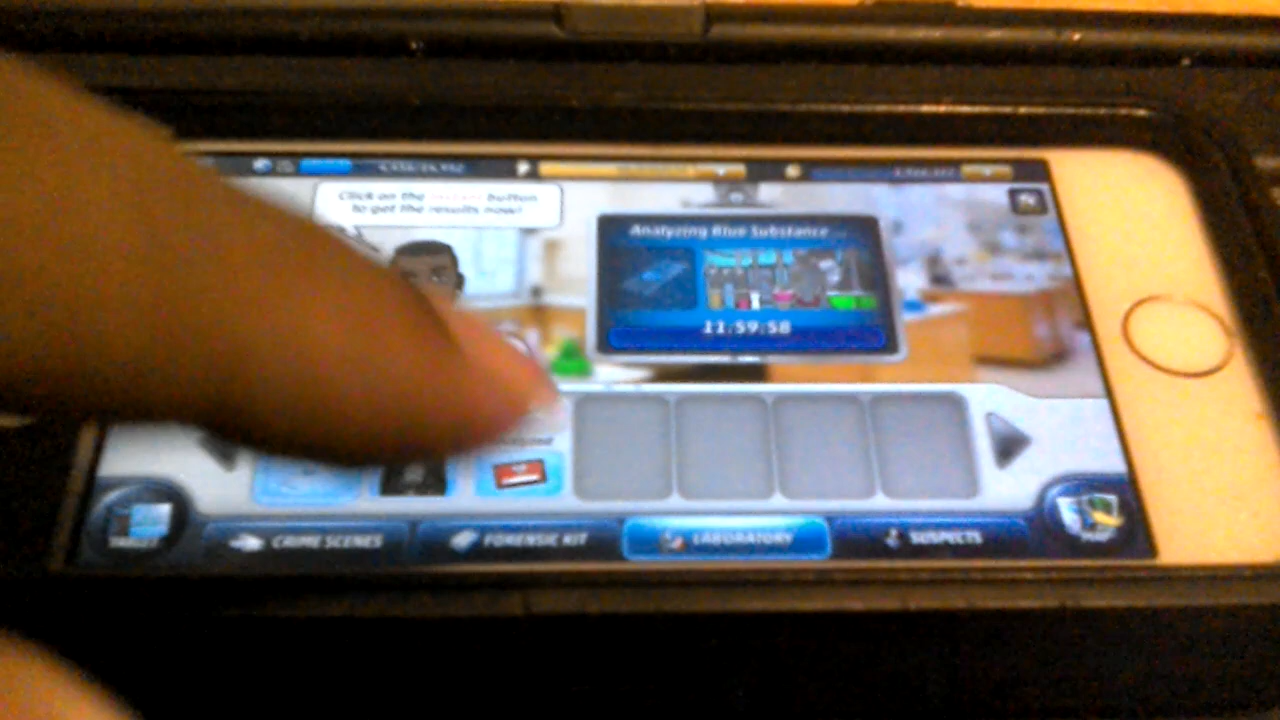 Click on the instant button
to get the results now!
Analyzing Blue Substance...
11:59:58
CRIME SCENES
FORENSIC KIT
LABORATORY
SUSPECTS